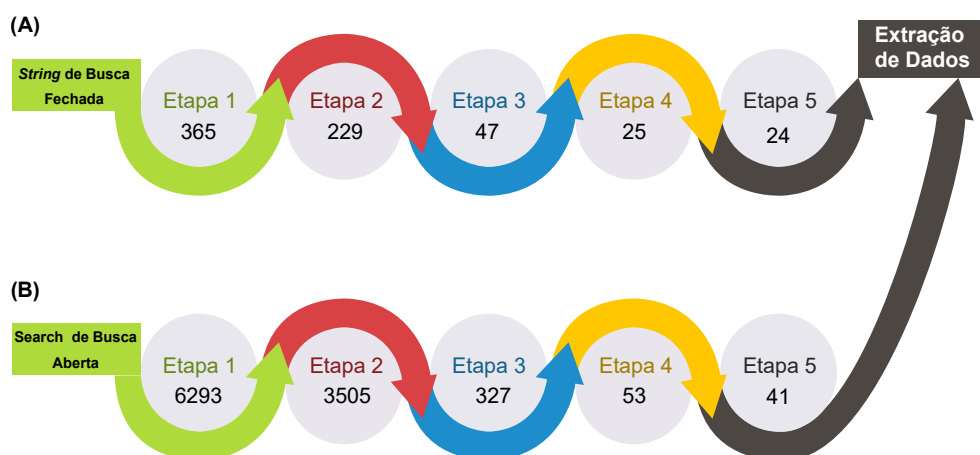 (A)
String de Busca
Fechada
Etapa 1
365
Etapa 2
229
Etapa 3
47
Etapa 4
25
Etapa 5
24
Extração
de Dados
(B)
Search de Busca
Aberta
Etapa 1
6293
Etapa 2
3505
Etapa 3
327
Etapa 4
53
Etapa 5
41